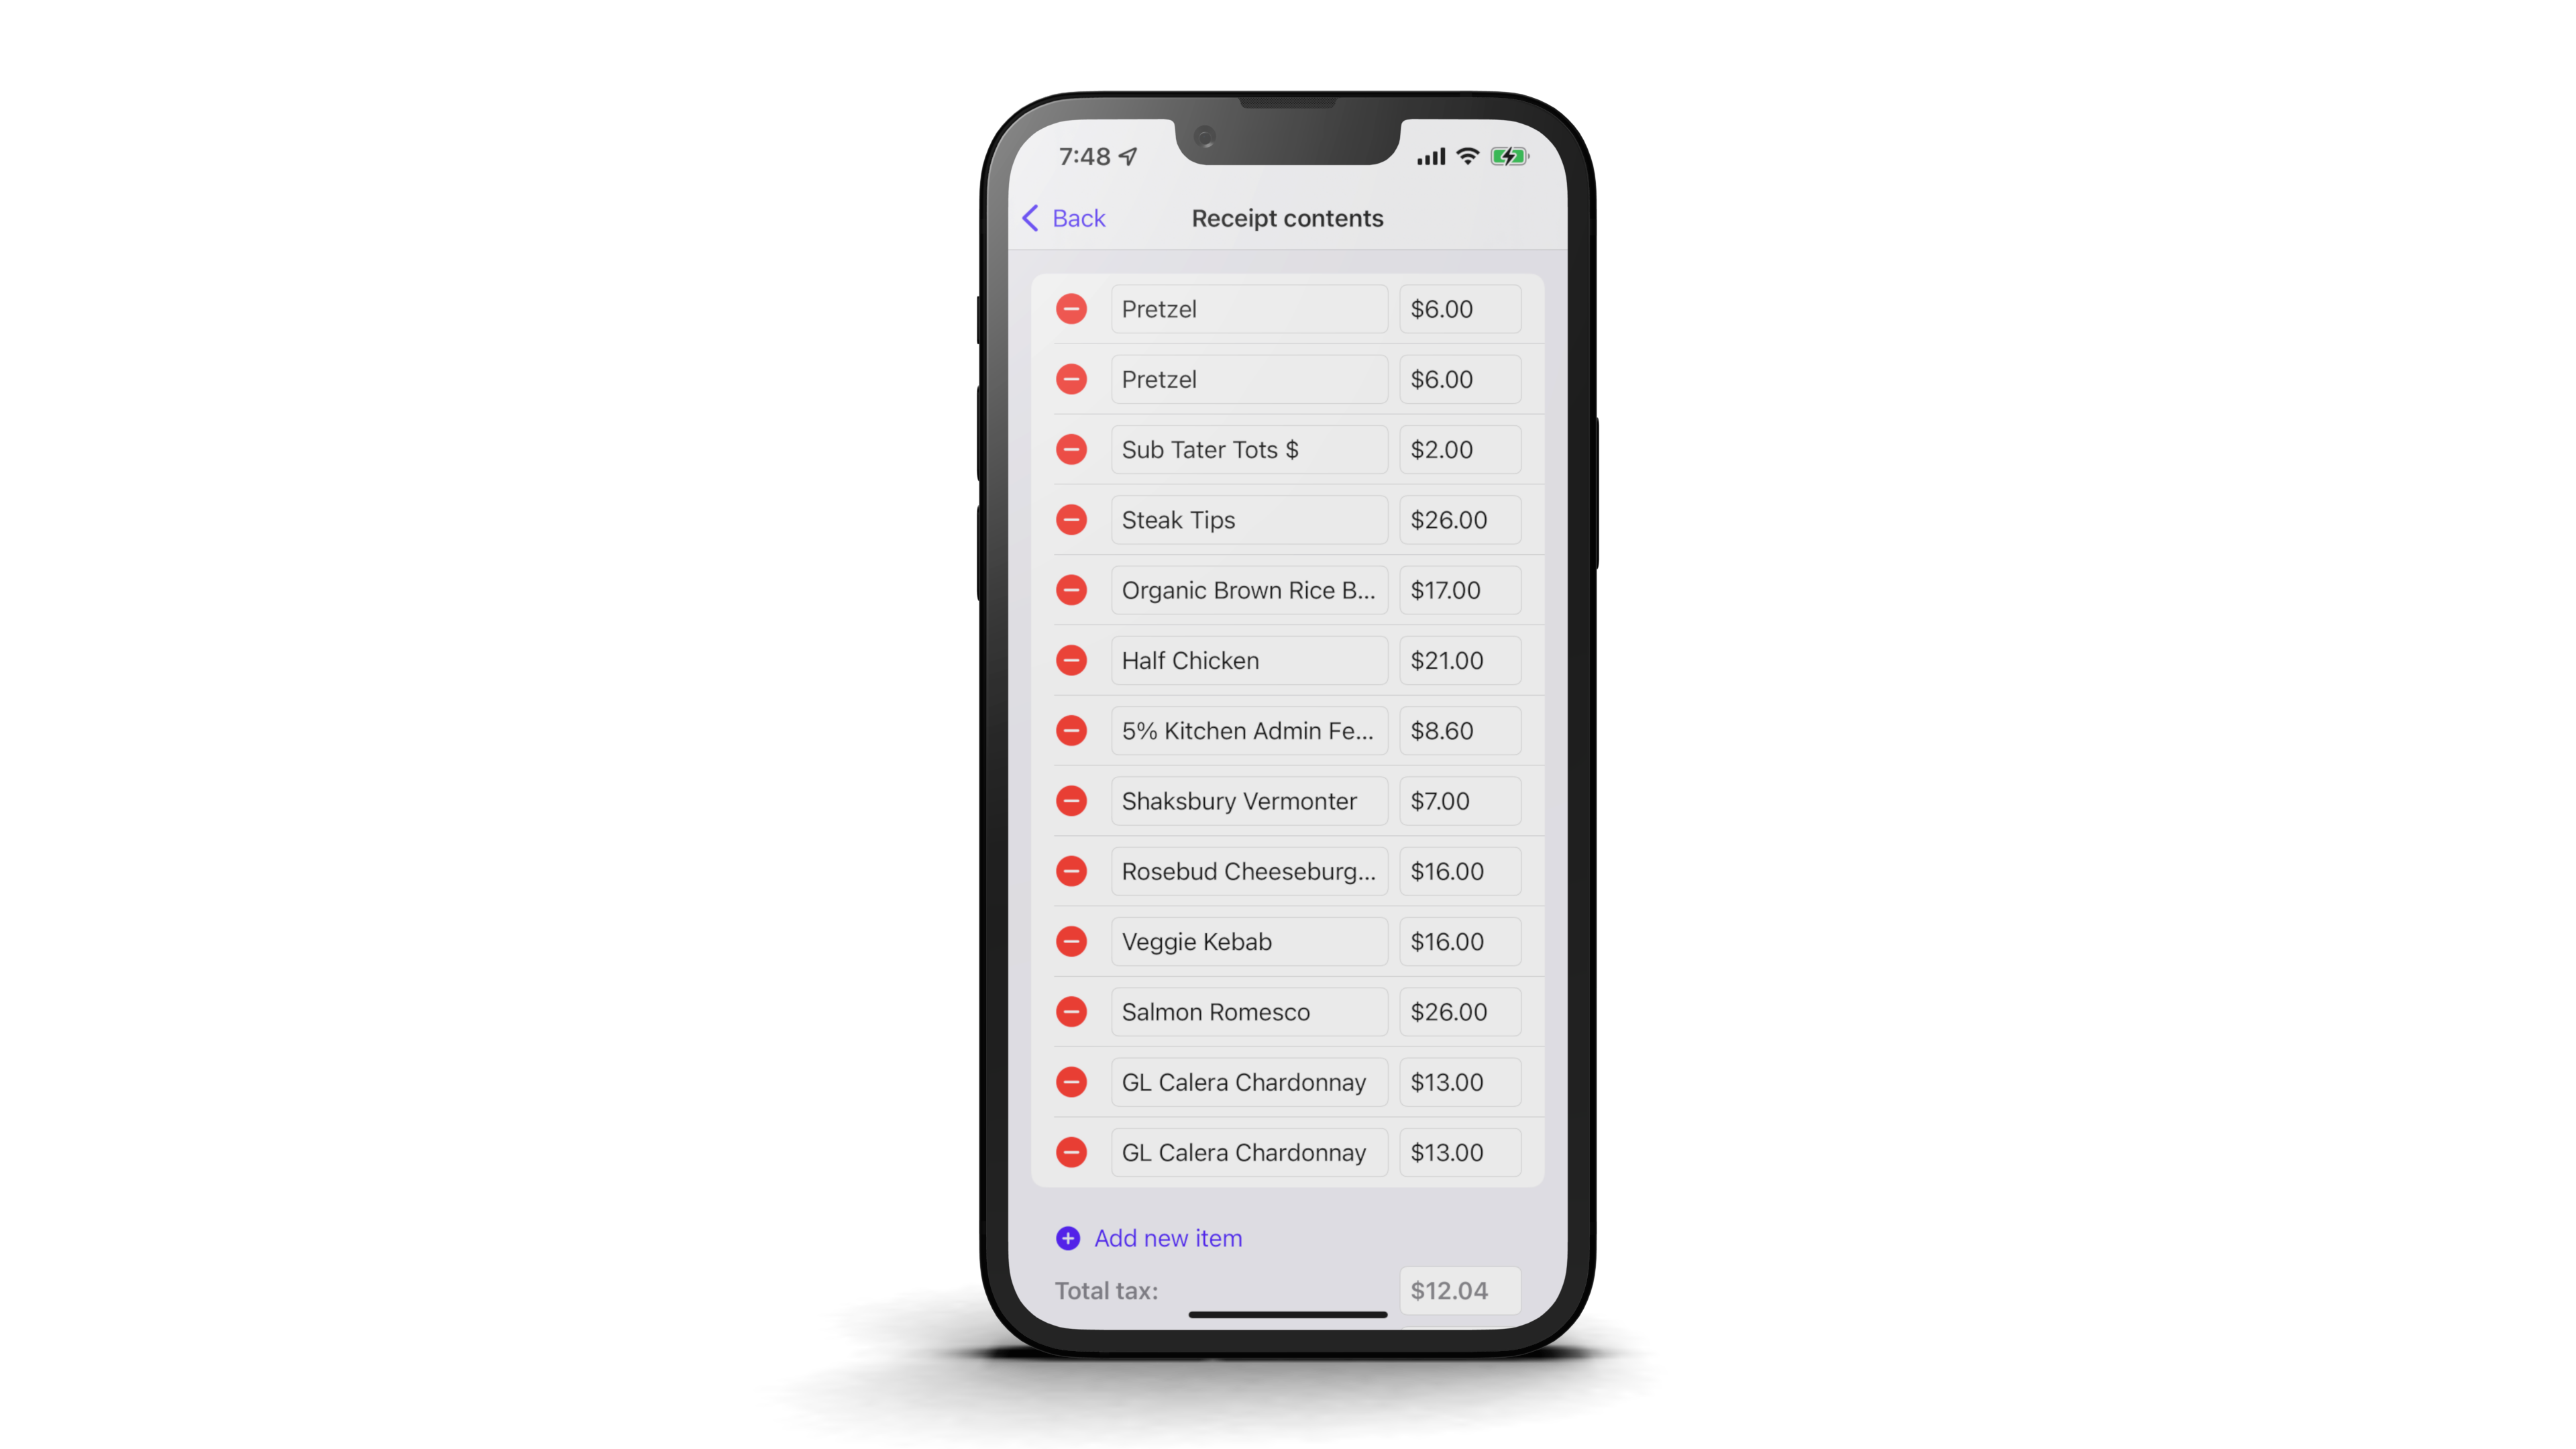 7:48
Back Receipt contents
Pretzel $6.00
Pretzel $6.00
Sub Tater Tots $ $2.00
Steak Tips $26.00
Organic Brown Rice B... $17.00
Half Chicken $21.00
5% Kitchen Admin Fe... $8.60
Shaksbury Vermonter $7.00
Rosebud Cheeseburg... $16.00
Veggie Kebab $16.00
Salmon Romesco $26.00
GL Calera Chardonnay $13.00
GL Calera Chardonnay $13.00
Add new item
Total tax: $12.04